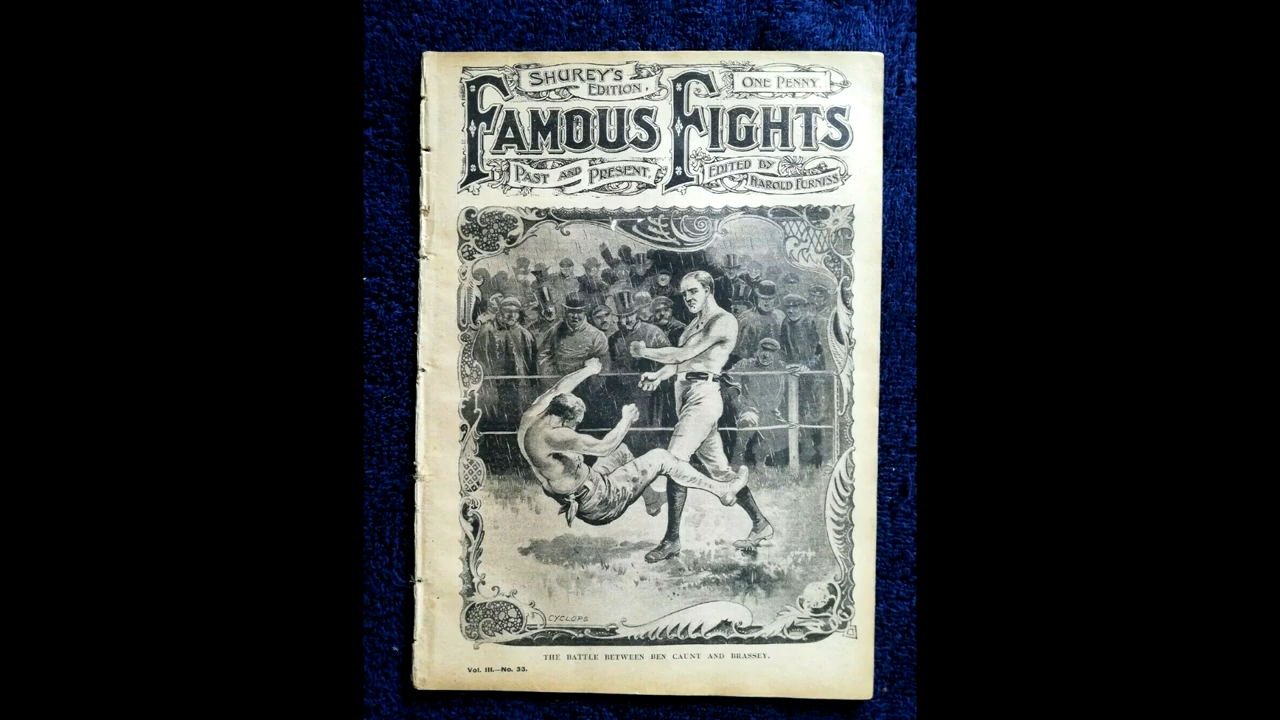 SHUREY'S
EDITION.
ONE PENNY.
FAMOUS FIGHTS
PAST AND PRESENT.
EDITED BY
HAROLD FURNISS
CYCLOPS
THE BATTLE BETWEEN BEN CAUNT AND BRASSEY.
Vol. III.—No. 33.